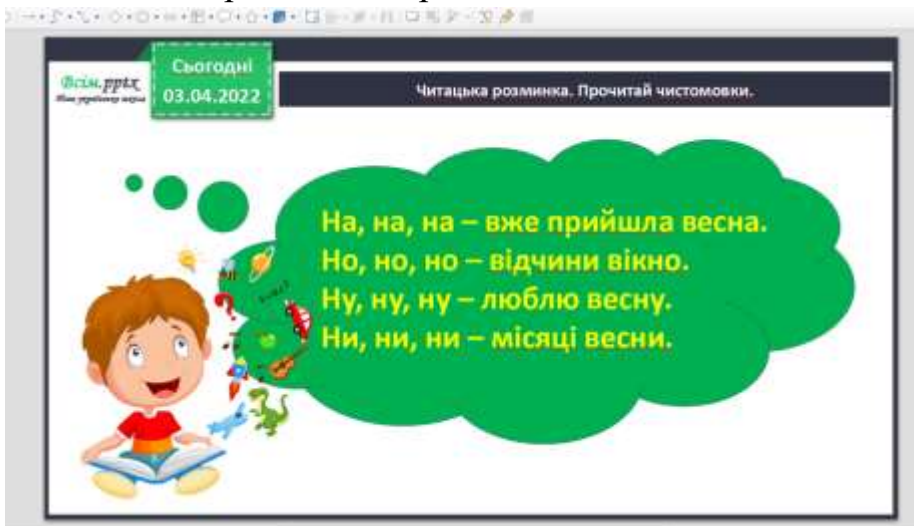 Сьогодні
03.04.2022
Всім.pptx
Читацька розминка. Прочитай чистомовки.
На, на, на – вже прийшла весна.
Но, но, но – відчини вікно.
Ну, ну, ну – люблю весну.
Ни, ни, ни – місяці весни.